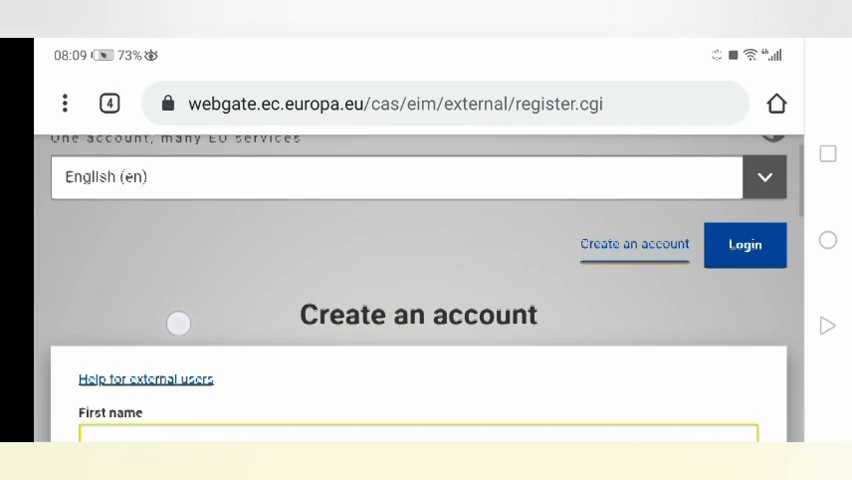 08:09 73%
4 webgate.ec.europa.eu/cas/eim/external/register.cgi
One account, many EU services
English (en)
Create an account Login
Create an account
Help for external users
First name